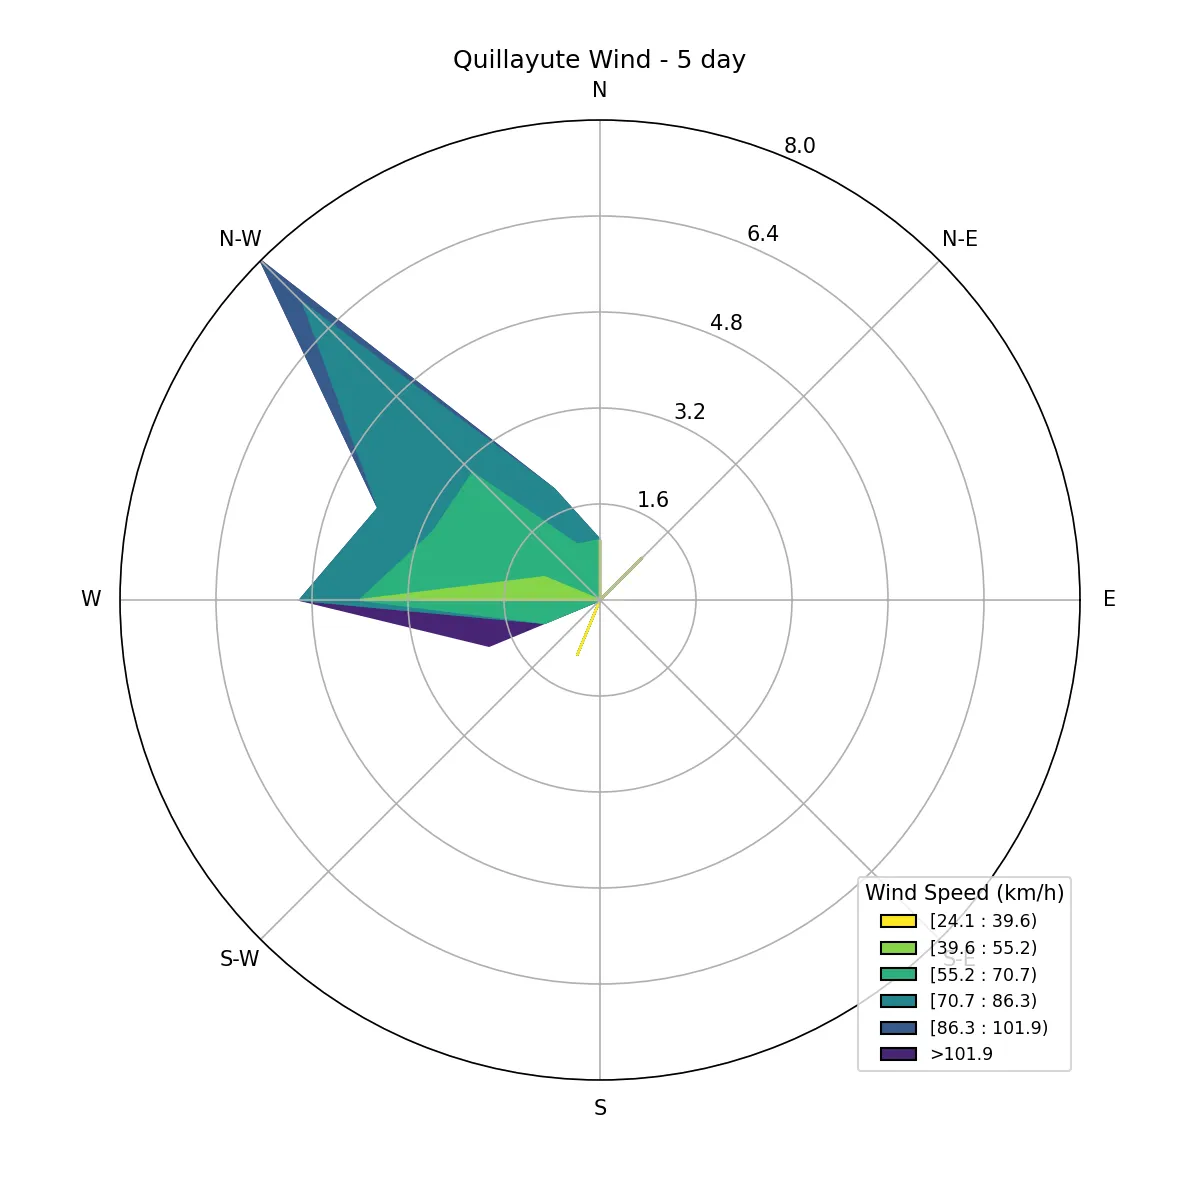 Quillayute Wind - 5 day
N
8.0
N-W
6.4
N-E
4.8
3.2
1.6
W
E
Wind Speed (km/h)
[24.1 : 39.6)
[39.6 : 55.2)
S-W
S-E
[55.2 : 70.7)
[70.7 : 86.3)
[86.3 : 101.9)
>101.9
S